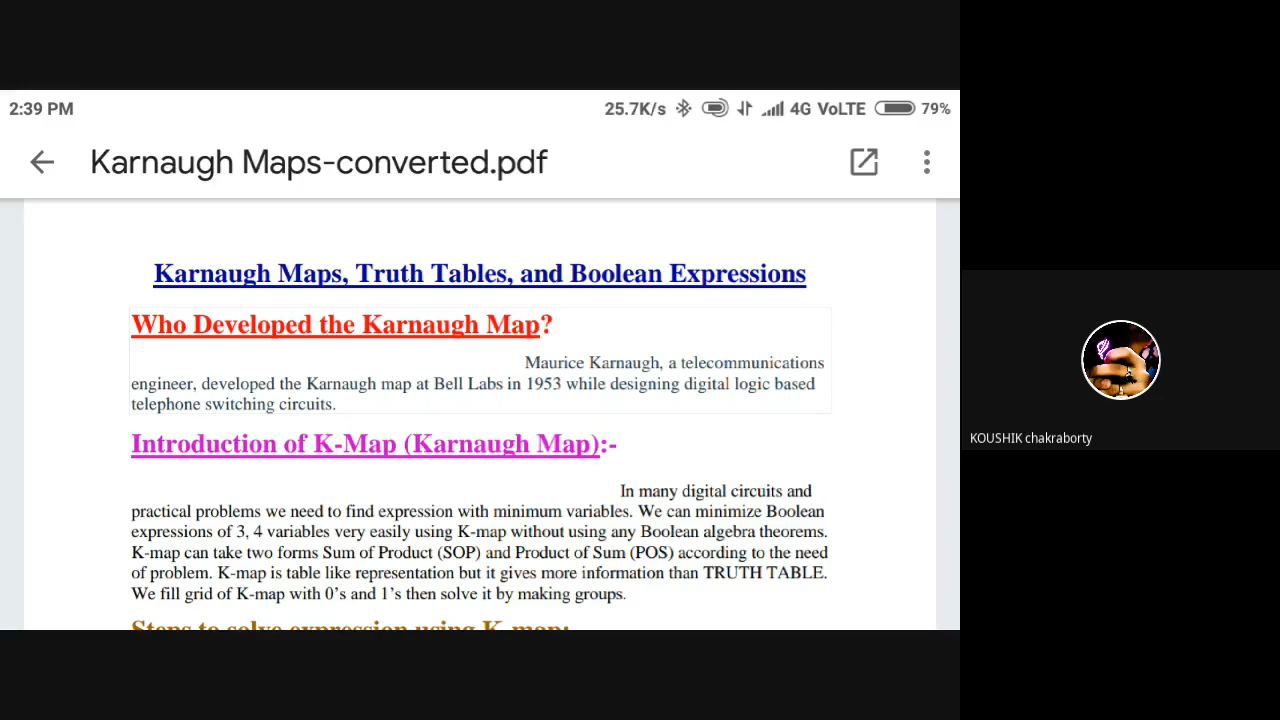 2:39 PM 25.7K/s 4G VoLTE 79%
Karnaugh Maps-converted.pdf
Karnaugh Maps, Truth Tables, and Boolean Expressions
Who Developed the Karnaugh Map?
Maurice Karnaugh, a telecommunications
engineer, developed the Karnaugh map at Bell Labs in 1953 while designing digital logic based
telephone switching circuits.
Introduction of K-Map (Karnaugh Map):-
In many digital circuits and
practical problems we need to find expression with minimum variables. We can minimize Boolean
expressions of 3, 4 variables very easily using K-map without using any Boolean algebra theorems.
K-map can take two forms Sum of Product (SOP) and Product of Sum (POS) according to the need
of problem. K-map is table like representation but it gives more information than TRUTH TABLE.
We fill grid of K-map with 0’s and 1’s then solve it by making groups.
Steps to solve expression using K-map:
KOUSHIK chakraborty